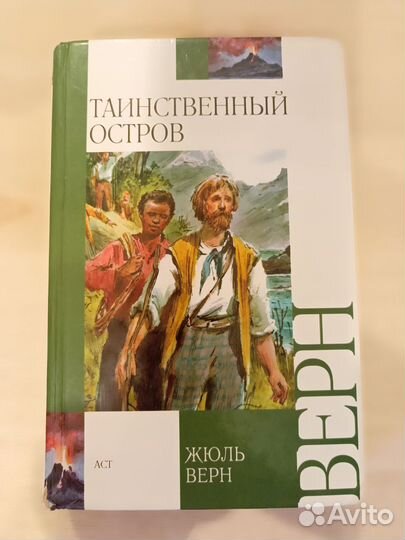 ТАИНСТВЕННЫЙ
ОСТРОВ
ВЕРН
АСТ
ЖЮЛЬ
ВЕРН
Avito